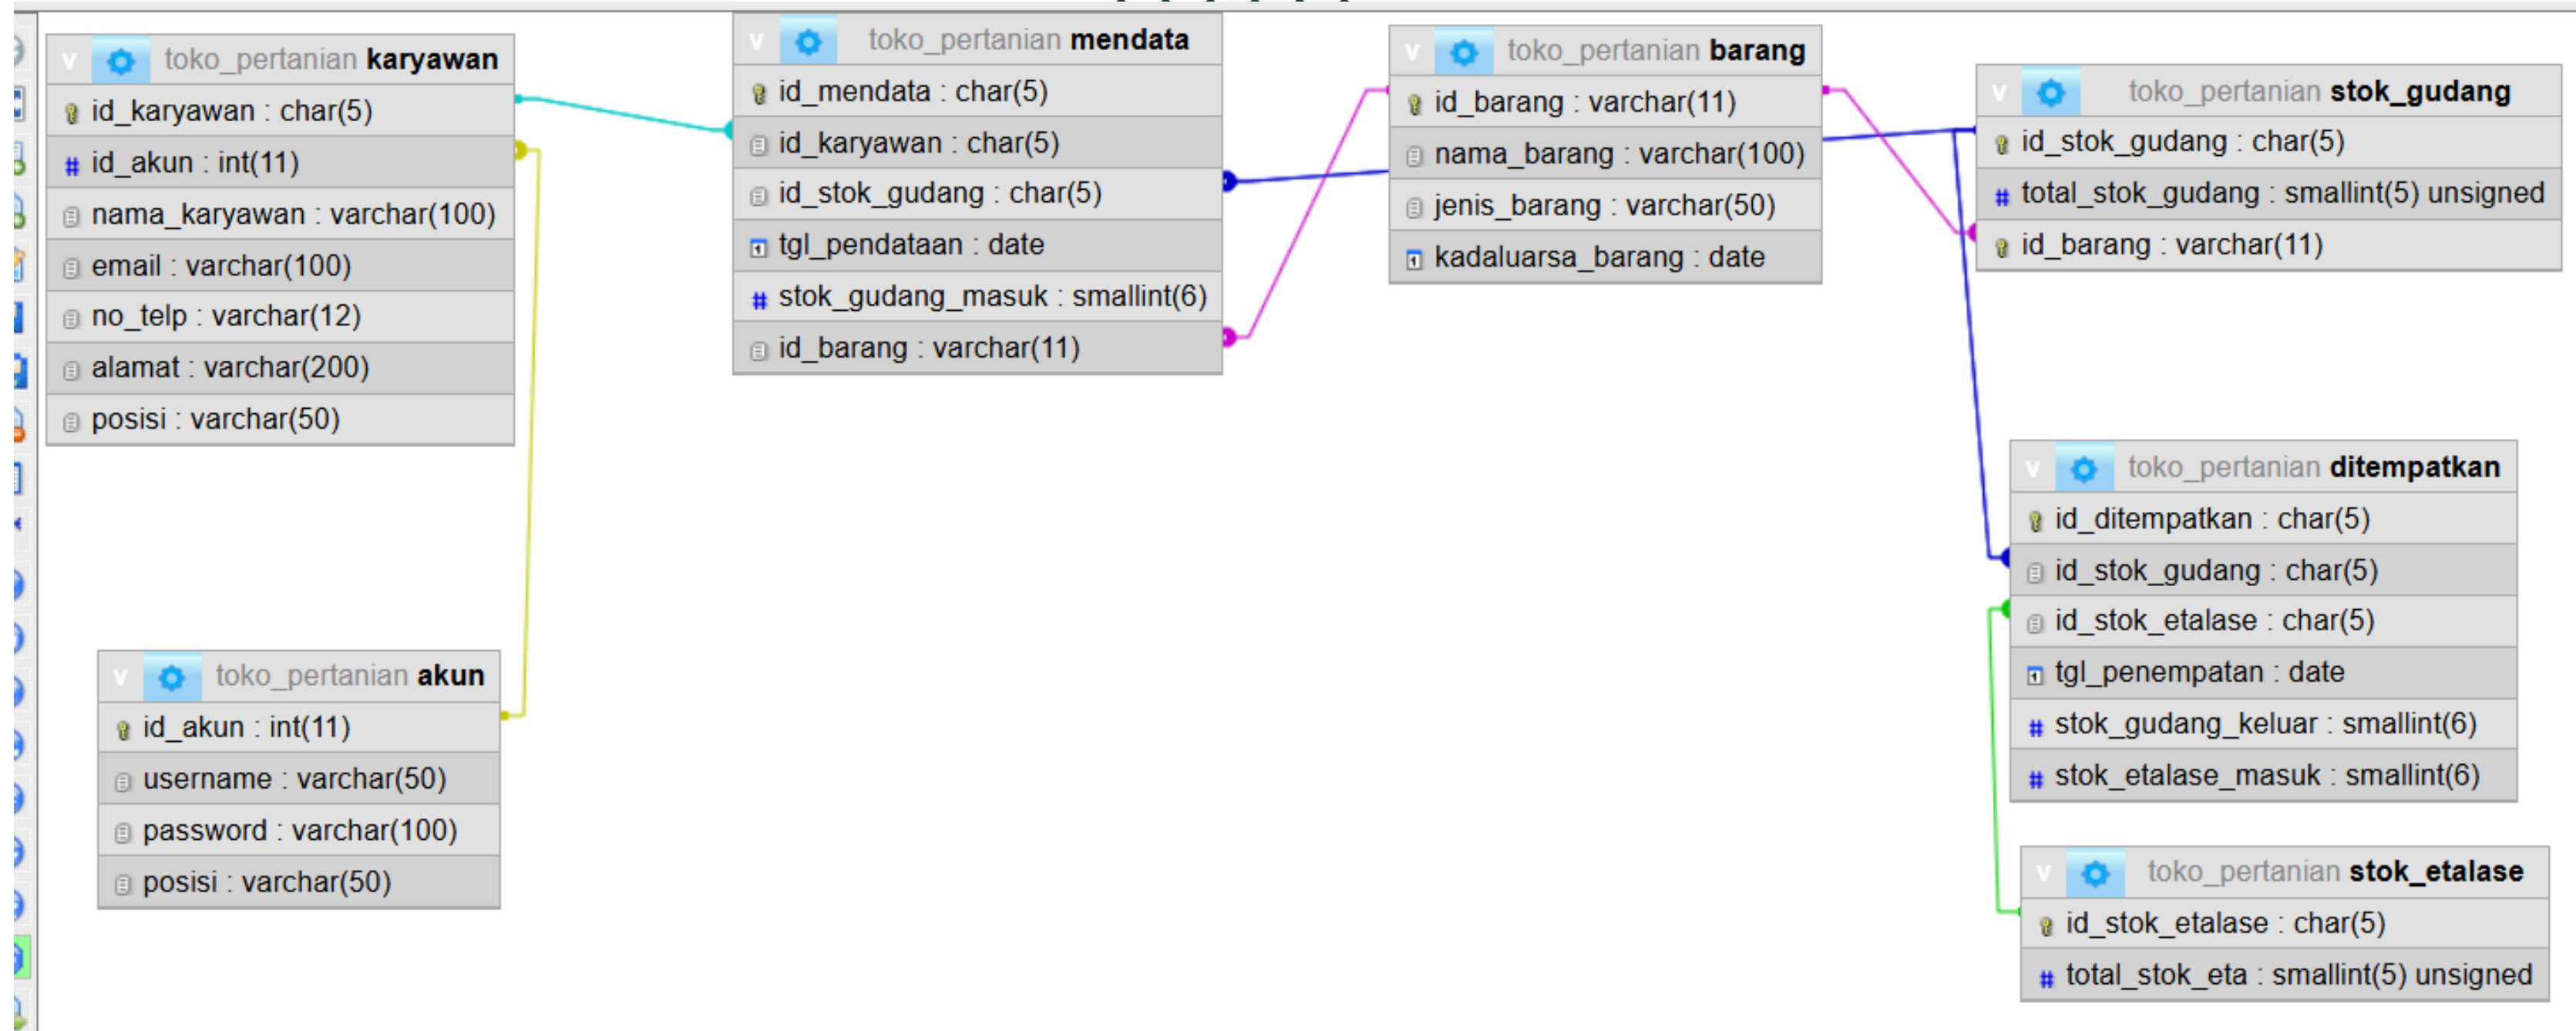 v toko_pertanian karyawan
id_karyawan : char(5)
# id_akun : int(11)
nama_karyawan : varchar(100)
email : varchar(100)
no_telp : varchar(12)
alamat : varchar(200)
posisi : varchar(50)
v toko_pertanian mendata
id_mendata : char(5)
id_karyawan : char(5)
id_stok_gudang : char(5)
tgl_pendataan : date
# stok_gudang_masuk : smallint(6)
id_barang : varchar(11)
v toko_pertanian barang
id_barang : varchar(11)
nama_barang : varchar(100)
jenis_barang : varchar(50)
kadaluarsa_barang : date
v toko_pertanian stok_gudang
id_stok_gudang : char(5)
# total_stok_gudang : smallint(5) unsigned
id_barang : varchar(11)
v toko_pertanian ditempatkan
id_ditempatkan : char(5)
id_stok_gudang : char(5)
id_stok_etalase : char(5)
tgl_penempatan : date
# stok_gudang_keluar : smallint(6)
# stok_etalase_masuk : smallint(6)
v toko_pertanian akun
id_akun : int(11)
username : varchar(50)
password : varchar(100)
posisi : varchar(50)
v toko_pertanian stok_etalase
id_stok_etalase : char(5)
# total_stok_eta : smallint(5) unsigned